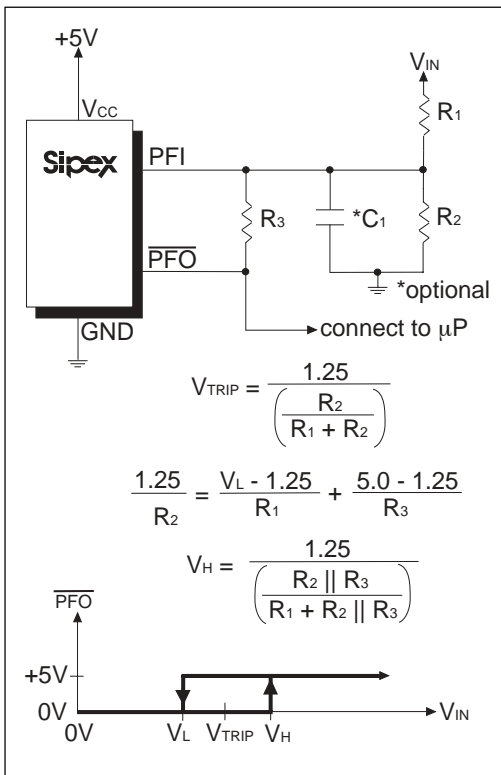 +5V
VIN
VCC
R1
Sipex
PFI
R3
*C1
R2
PFO
*optional
GND
connect to µP
VTRIP = 1.25 / (R2 / (R1 + R2))
1.25 / R2 = (VL - 1.25) / R1 + (5.0 - 1.25) / R3
VH = 1.25 / (R2 || R3 / (R1 + R2 || R3))
PFO
+5V
0V
0V VL VTRIP VH VIN